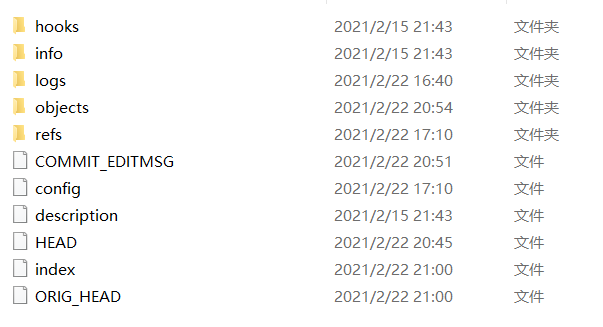 hooks 2021/2/15 21:43 文件夹
info 2021/2/15 21:43 文件夹
logs 2021/2/22 16:40 文件夹
objects 2021/2/22 20:54 文件夹
refs 2021/2/22 17:10 文件夹
COMMIT_EDITMSG 2021/2/22 20:51 文件
config 2021/2/22 17:10 文件
description 2021/2/15 21:43 文件
HEAD 2021/2/22 20:45 文件
index 2021/2/22 21:00 文件
ORIG_HEAD 2021/2/22 21:00 文件